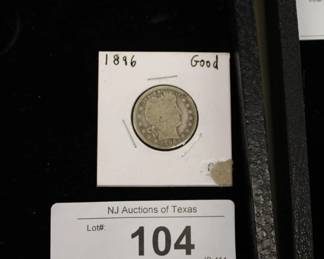 1896 Good
NJ Auctions of Texas
Lot#:
104